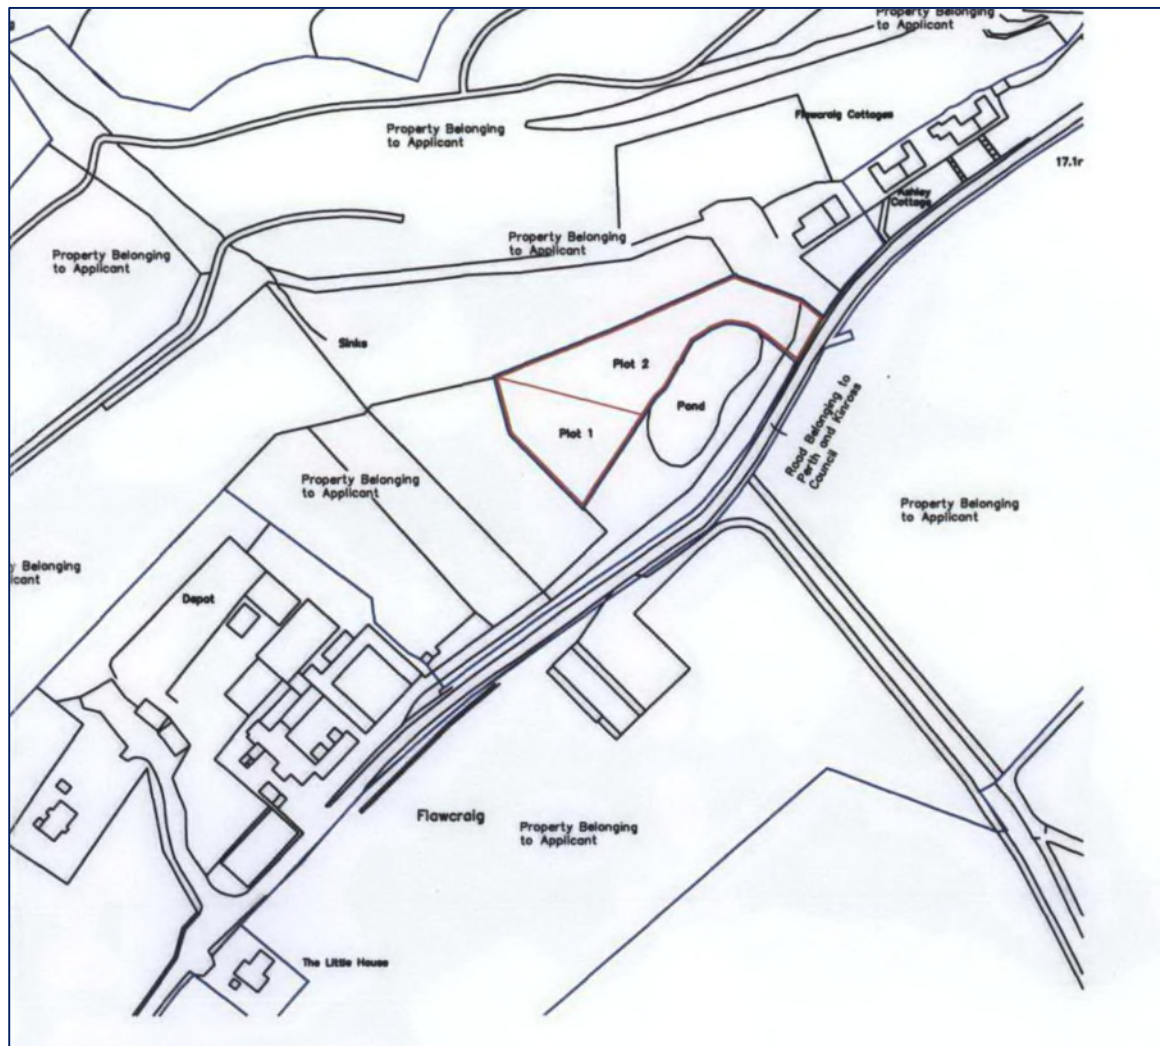 Property Belonging
to Applicant
Property Belonging
to Applicant
Flawcraig Cottages
17.1
Ashley
Cottage
Property Belonging
to Applicant
Property Belonging
to Applicant
Sinks
Plot 2
Pond
Plot 1
Road Belonging to
Perth and Kinross
Council
Property Belonging
to Applicant
Property Belonging
to Applicant
Belonging
Depot
Flawcraig
Property Belonging
to Applicant
The Little House